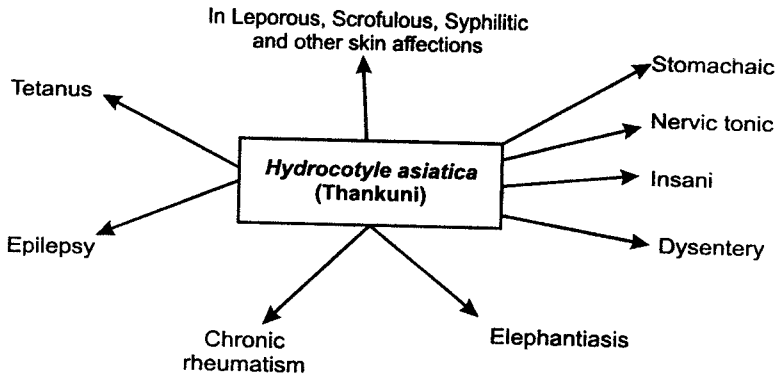 In Leporous, Scrofulous, Syphilitic
and other skin affections
Stomachaic
Tetanus
Nervic tonic
Hydrocotyle asiatica
(Thankuni)
Insani
Epilepsy
Dysentery
Chronic
rheumatism
Elephantiasis